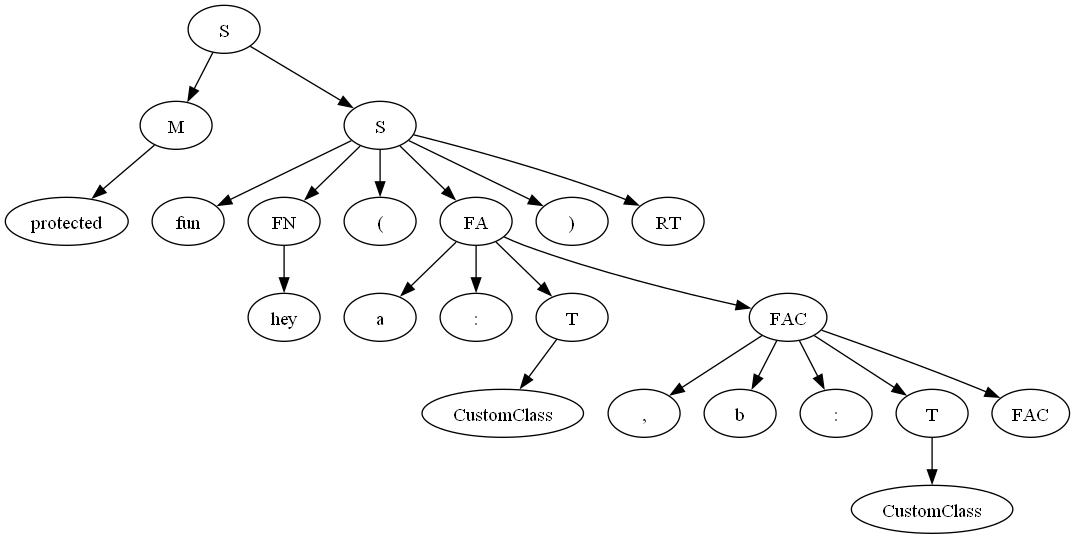 S
M S
protected fun FN ( FA ) RT
hey a : T FAC
CustomClass , b : T FAC
CustomClass